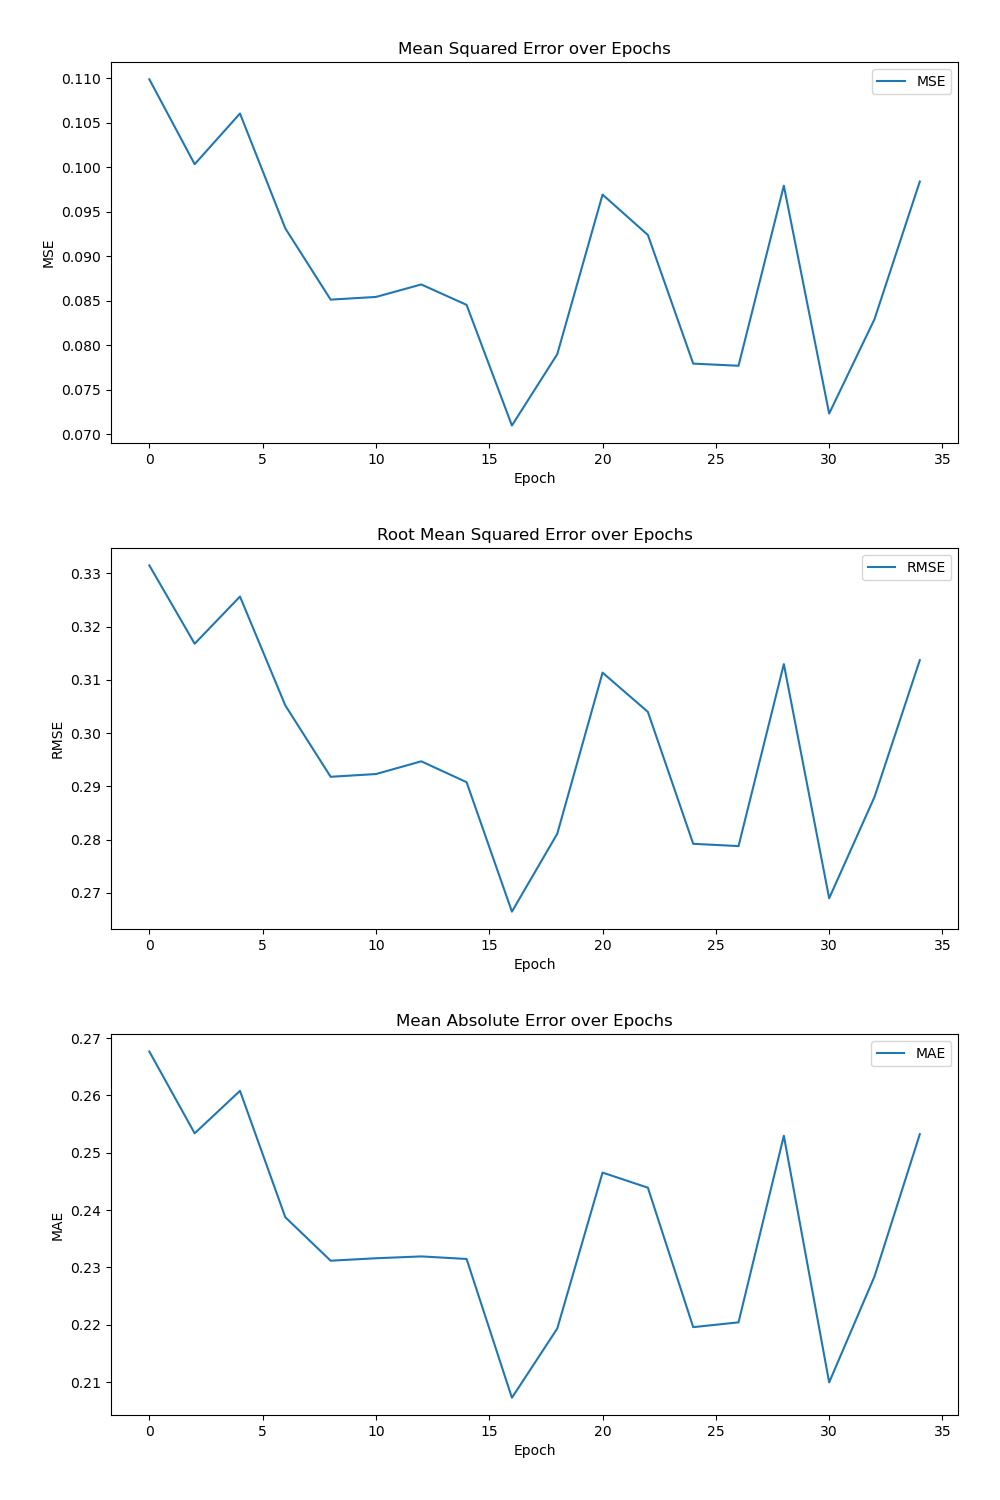 Mean Squared Error over Epochs
MSE
0.110
0.105
0.100
0.095
0.090
0.085
0.080
0.075
0.070
MSE
0 5 10 15 20 25 30 35
Epoch
Root Mean Squared Error over Epochs
RMSE
0.33
0.32
0.31
0.30
0.29
0.28
0.27
RMSE
0 5 10 15 20 25 30 35
Epoch
Mean Absolute Error over Epochs
MAE
0.27
0.26
0.25
0.24
0.23
0.22
0.21
MAE
0 5 10 15 20 25 30 35
Epoch